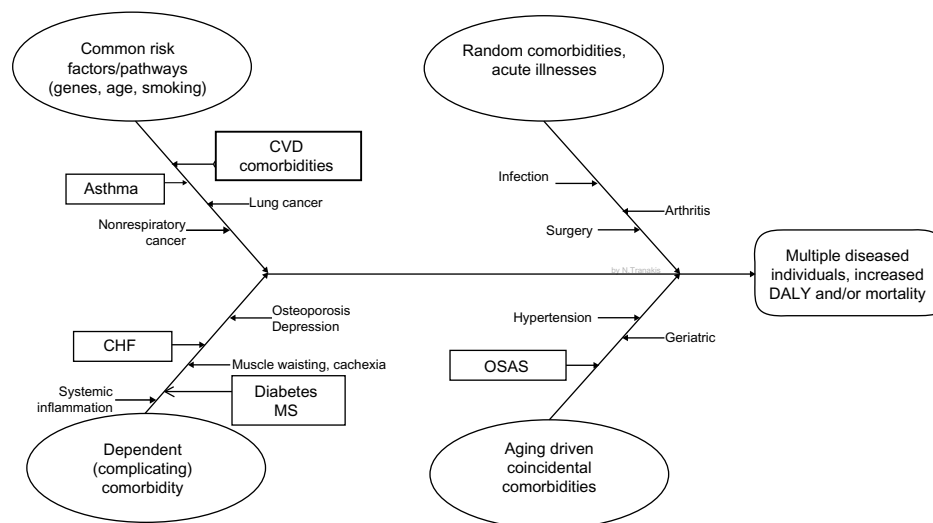 Common risk
factors/pathways
(genes, age, smoking)
Random comorbidities,
acute illnesses
CVD
comorbidities
Asthma
Lung cancer
Nonrespiratory
cancer
Infection
Arthritis
Surgery
by N.Tranakis
Multiple diseased
individuals, increased
DALY and/or mortality
Osteoporosis
Depression
CHF
Muscle waisting, cachexia
Systemic
inflammation
Diabetes
MS
Hypertension
Geriatric
OSAS
Dependent
(complicating)
comorbidity
Aging driven
coincidental
comorbidities